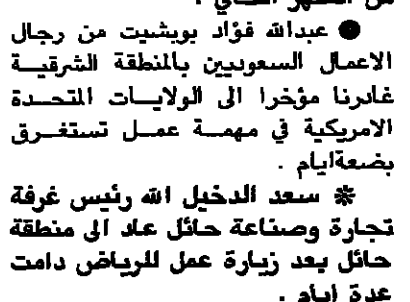 ● عبدالله فؤاد بوبشيت من رجال
الاعمال السعوديين بالمنطقة الشرقية
غادرنا مؤخرا الى الولايات المتحدة
الامريكية في مهمة عمل تستغرق
بضعةايام .
❋ سعد الدخيل الله رئيس غرفة
تجارة وصناعة حائل عاد الى منطقة
حائل بعد زيارة عمل للرياض دامت
عدة ايام .